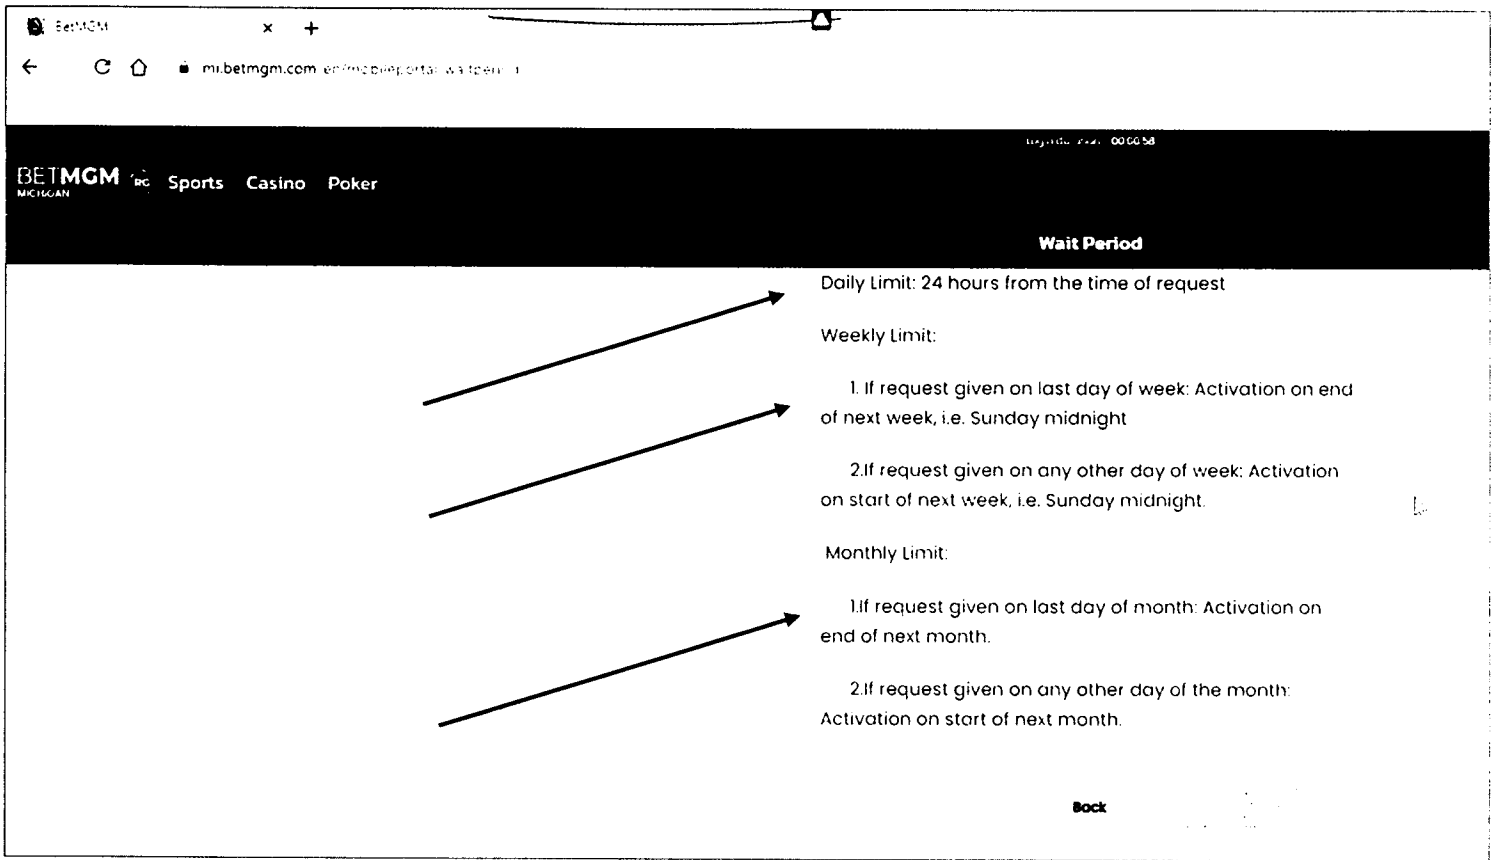 BetMGM
mi.betmgm.com
00:00:58
BETMGM
MICHIGAN
RG
Sports Casino Poker
Wait Period
Daily Limit: 24 hours from the time of request
Weekly Limit:
1. If request given on last day of week: Activation on end
of next week, i.e. Sunday midnight
2.If request given on any other day of week: Activation
on start of next week, i.e. Sunday midnight.
Monthly Limit:
1.If request given on last day of month: Activation on
end of next month.
2.If request given on any other day of the month:
Activation on start of next month.
Back